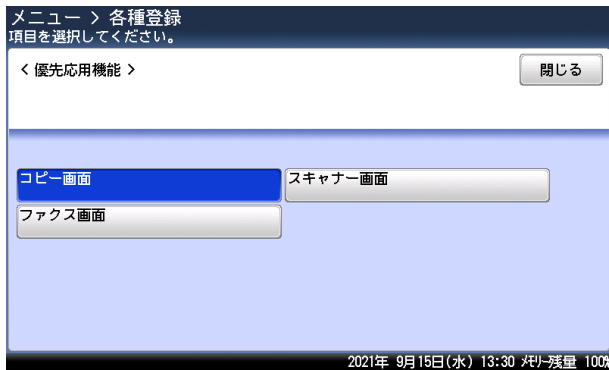 メニュー > 各種登録
項目を選択してください。
<優先応用機能>
閉じる
コピー画面
スキャナー画面
ファクス画面
2021年 9月15日(水) 13:30 ﾒﾓﾘｰ残量 100%